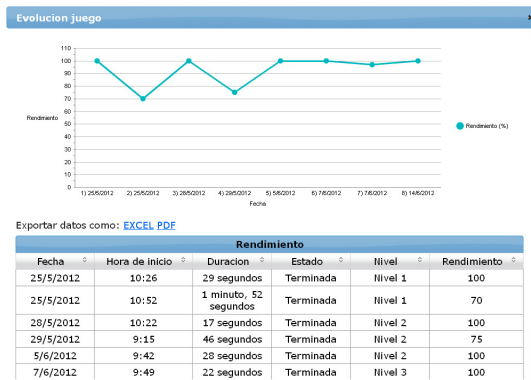 Evolucion juego
110
100
90
80
70
60
50
40
30
20
10
0
Rendimiento
Rendimiento (%)
1) 25/5/2012 2) 25/5/2012 3) 28/5/2012 4) 29/5/2012 5) 5/6/2012 6) 7/6/2012 7) 7/6/2012 8) 14/6/2012
Fecha
Exportar datos como: EXCEL PDF
Rendimiento
Fecha Hora de inicio Duracion Estado Nivel Rendimiento
25/5/2012 10:26 29 segundos Terminada Nivel 1 100
25/5/2012 10:52 1 minuto, 52 segundos Terminada Nivel 1 70
28/5/2012 10:22 17 segundos Terminada Nivel 2 100
29/5/2012 9:15 46 segundos Terminada Nivel 2 75
5/6/2012 9:42 28 segundos Terminada Nivel 2 100
7/6/2012 9:49 22 segundos Terminada Nivel 3 100